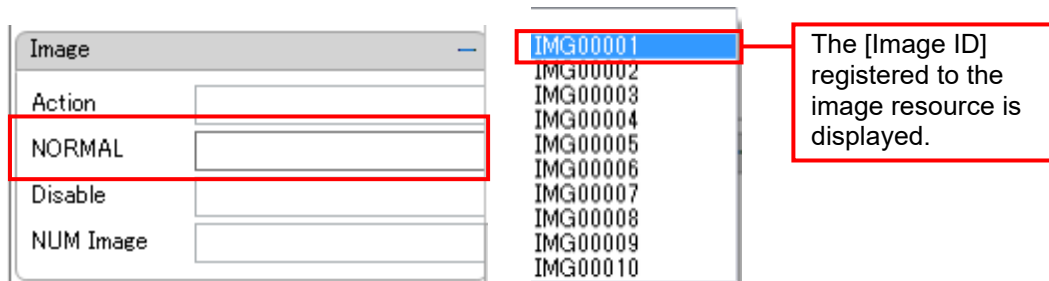 Image
Action
NORMAL
Disable
NUM Image
IMG00001
IMG00002
IMG00003
IMG00004
IMG00005
IMG00006
IMG00007
IMG00008
IMG00009
IMG00010
The [Image ID]
registered to the
image resource is
displayed.